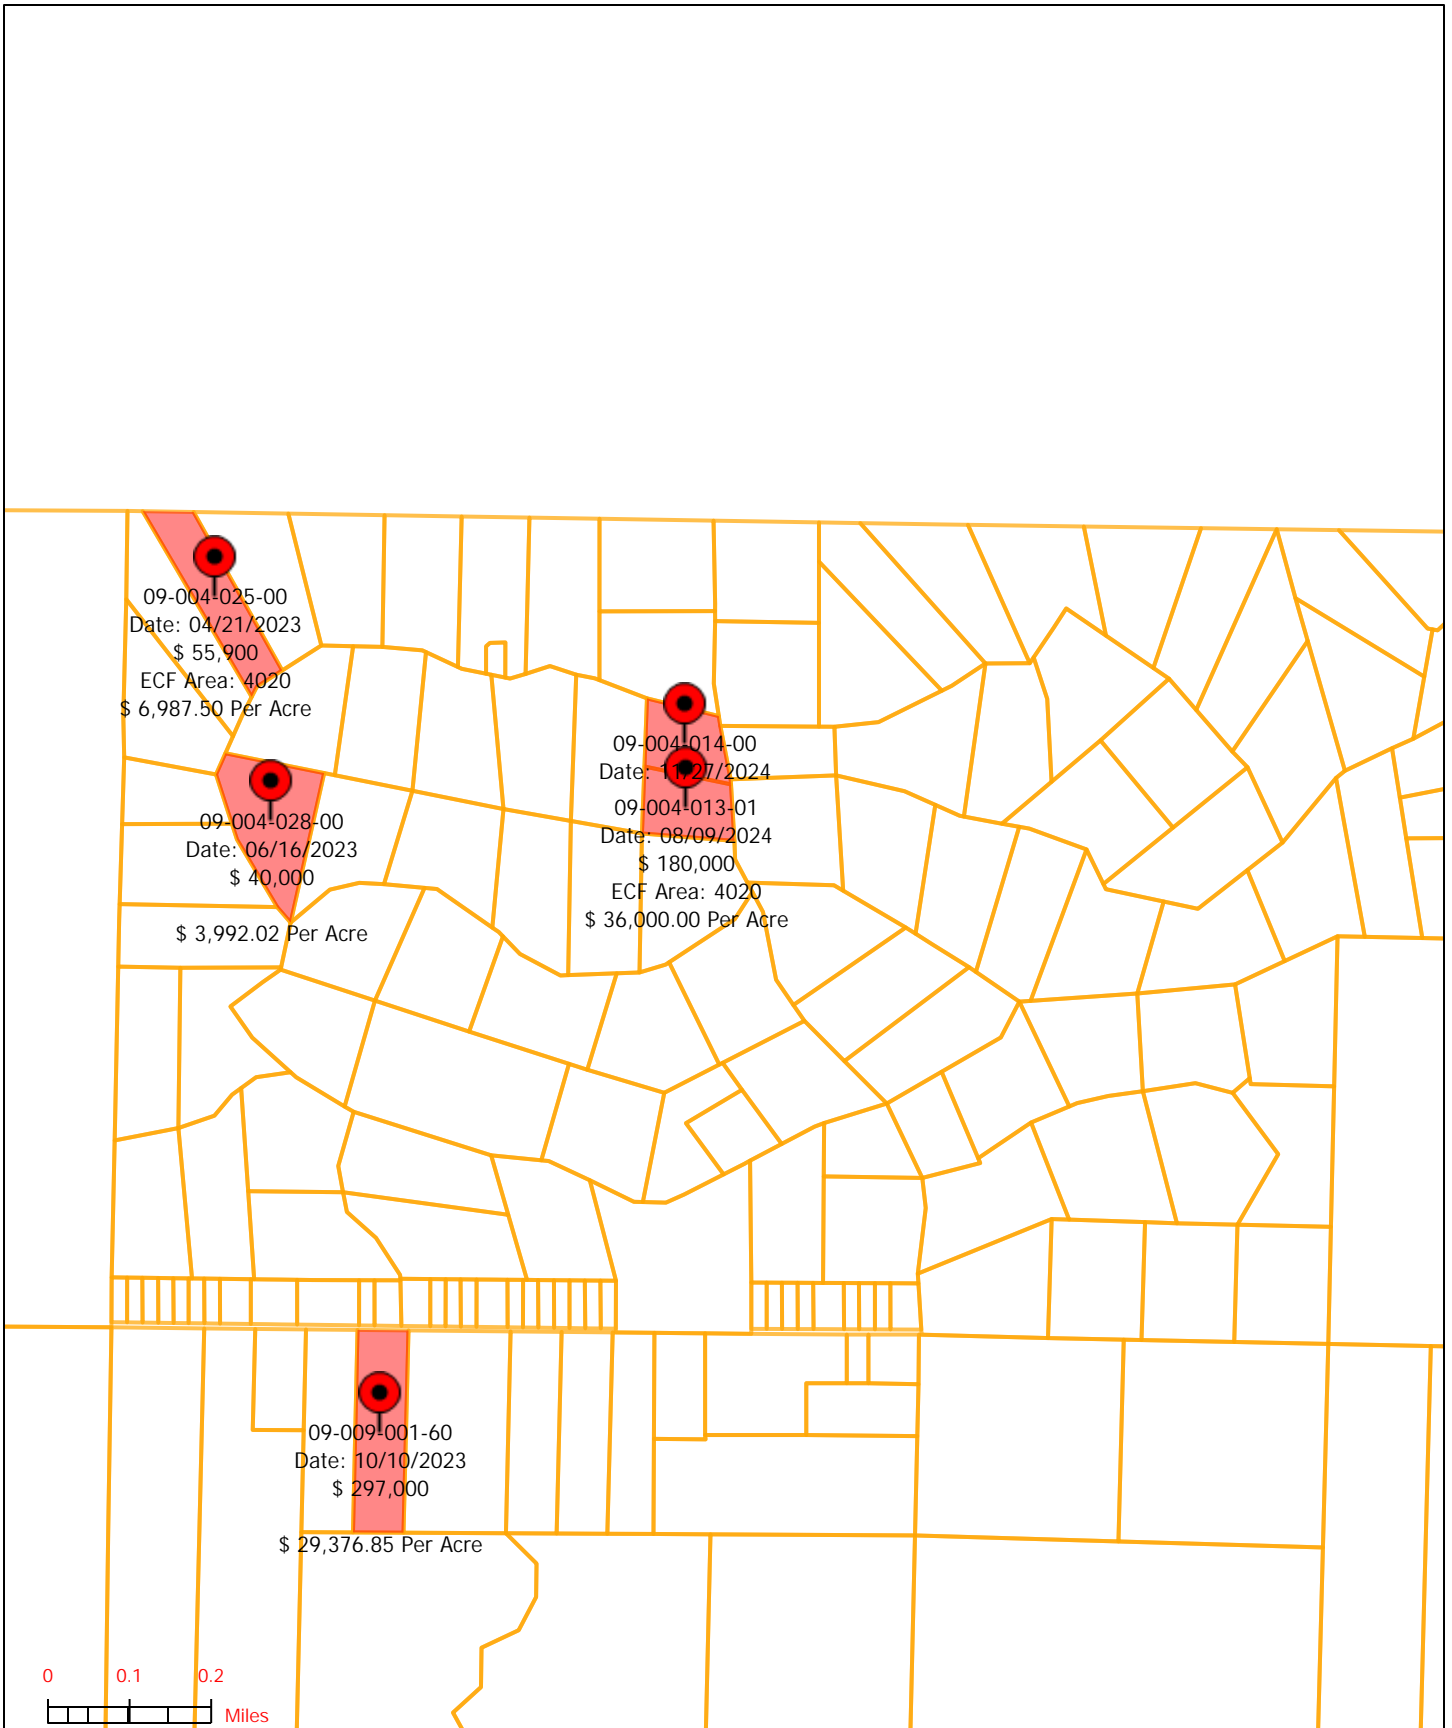 09-004-025-00
Date: 04/21/2023
$ 55,900
ECF Area: 4020
$ 6,987.50 Per Acre
09-004-014-00
Date: 11/27/2024
09-004-013-01
Date: 08/09/2024
$ 180,000
ECF Area: 4020
$ 36,000.00 Per Acre
09-004-028-00
Date: 06/16/2023
$ 40,000
$ 3,992.02 Per Acre
09-009-001-60
Date: 10/10/2023
$ 297,000
$ 29,376.85 Per Acre
0 0.1 0.2
Miles